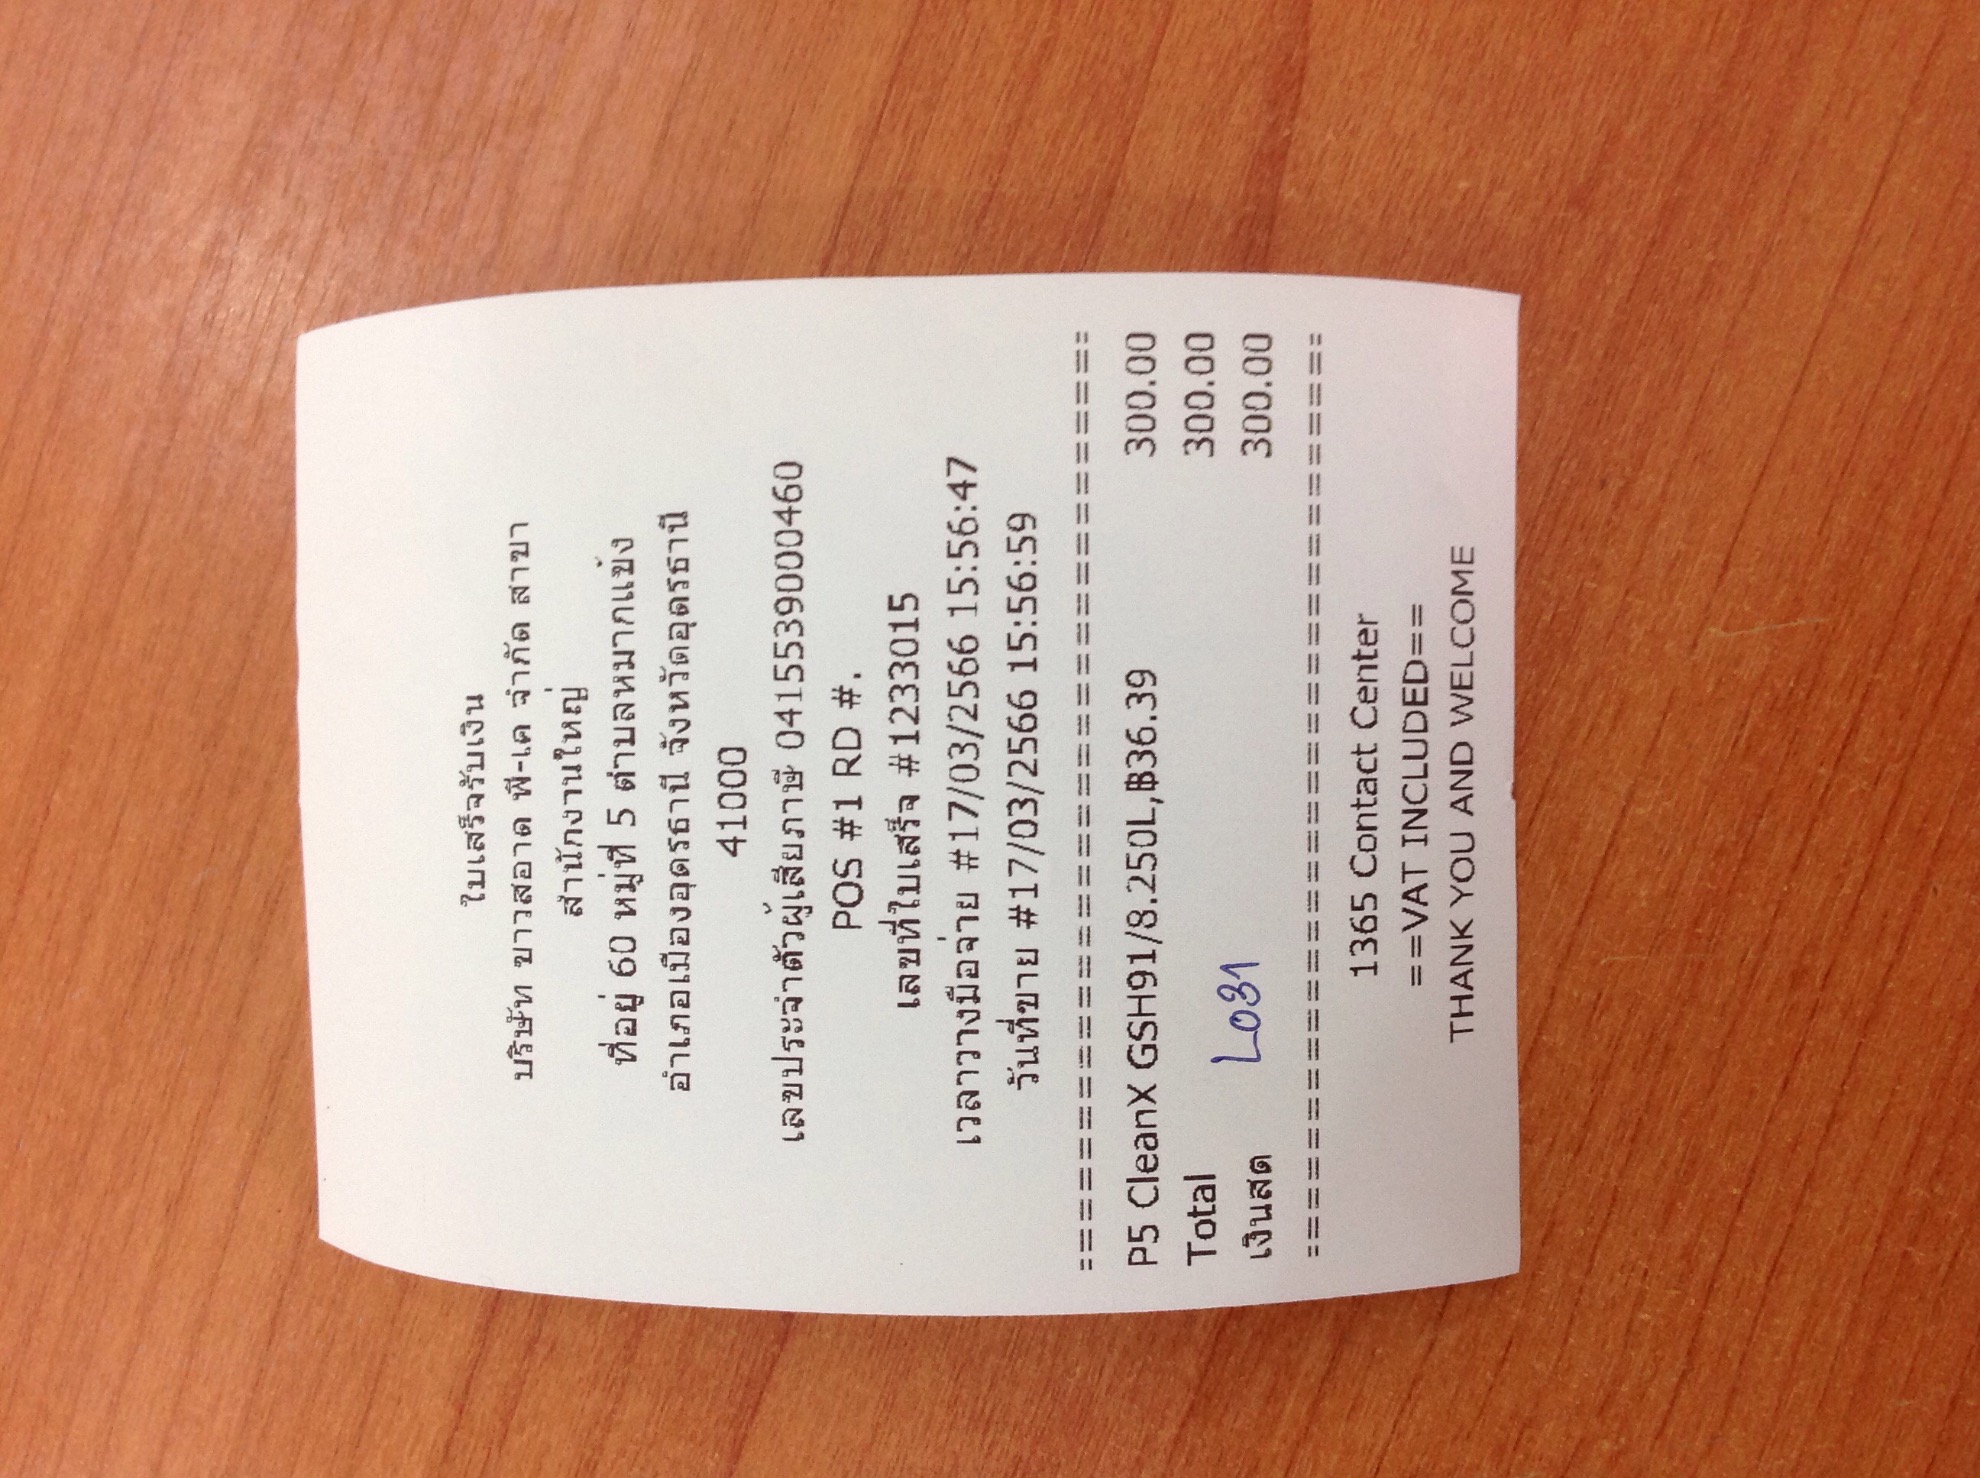 ใบเสร็จรับเงิน
บริษัท ขาวสอาด พี-เค จำกัด สาขา
สำนักงานใหญ่
ที่อยู่ 60 หมู่ที่ 5 ตำบลหมากแข้ง
อำเภอเมืองอุดรธานี จังหวัดอุดรธานี
41000
เลขประจำตัวผู้เสียภาษี 0415539000460
POS #1 RD #.
เลขที่ใบเสร็จ #1233015
เวลาวางมือจ่าย #17/03/2566 15:56:47
วันที่ขาย #17/03/2566 15:56:59
P5 CleanX GSH91/8.250L,฿36.39 300.00
Total 300.00
เงินสด 300.00
1365 Contact Center
==VAT INCLUDED==
THANK YOU AND WELCOME